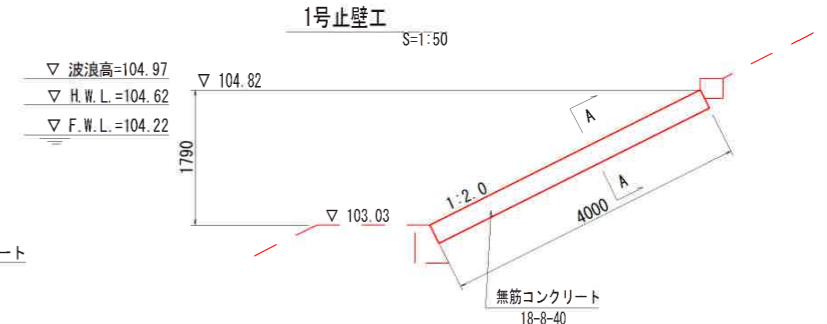 1号止壁工
S=1:50
▽ 波浪高=104.97
▽ H.W.L.=104.62
▽ F.W.L.=104.22
▽ 104.82
1790
▽ 103.03
1:2.0
A
A
4000
無筋コンクリート
18-8-40
ート